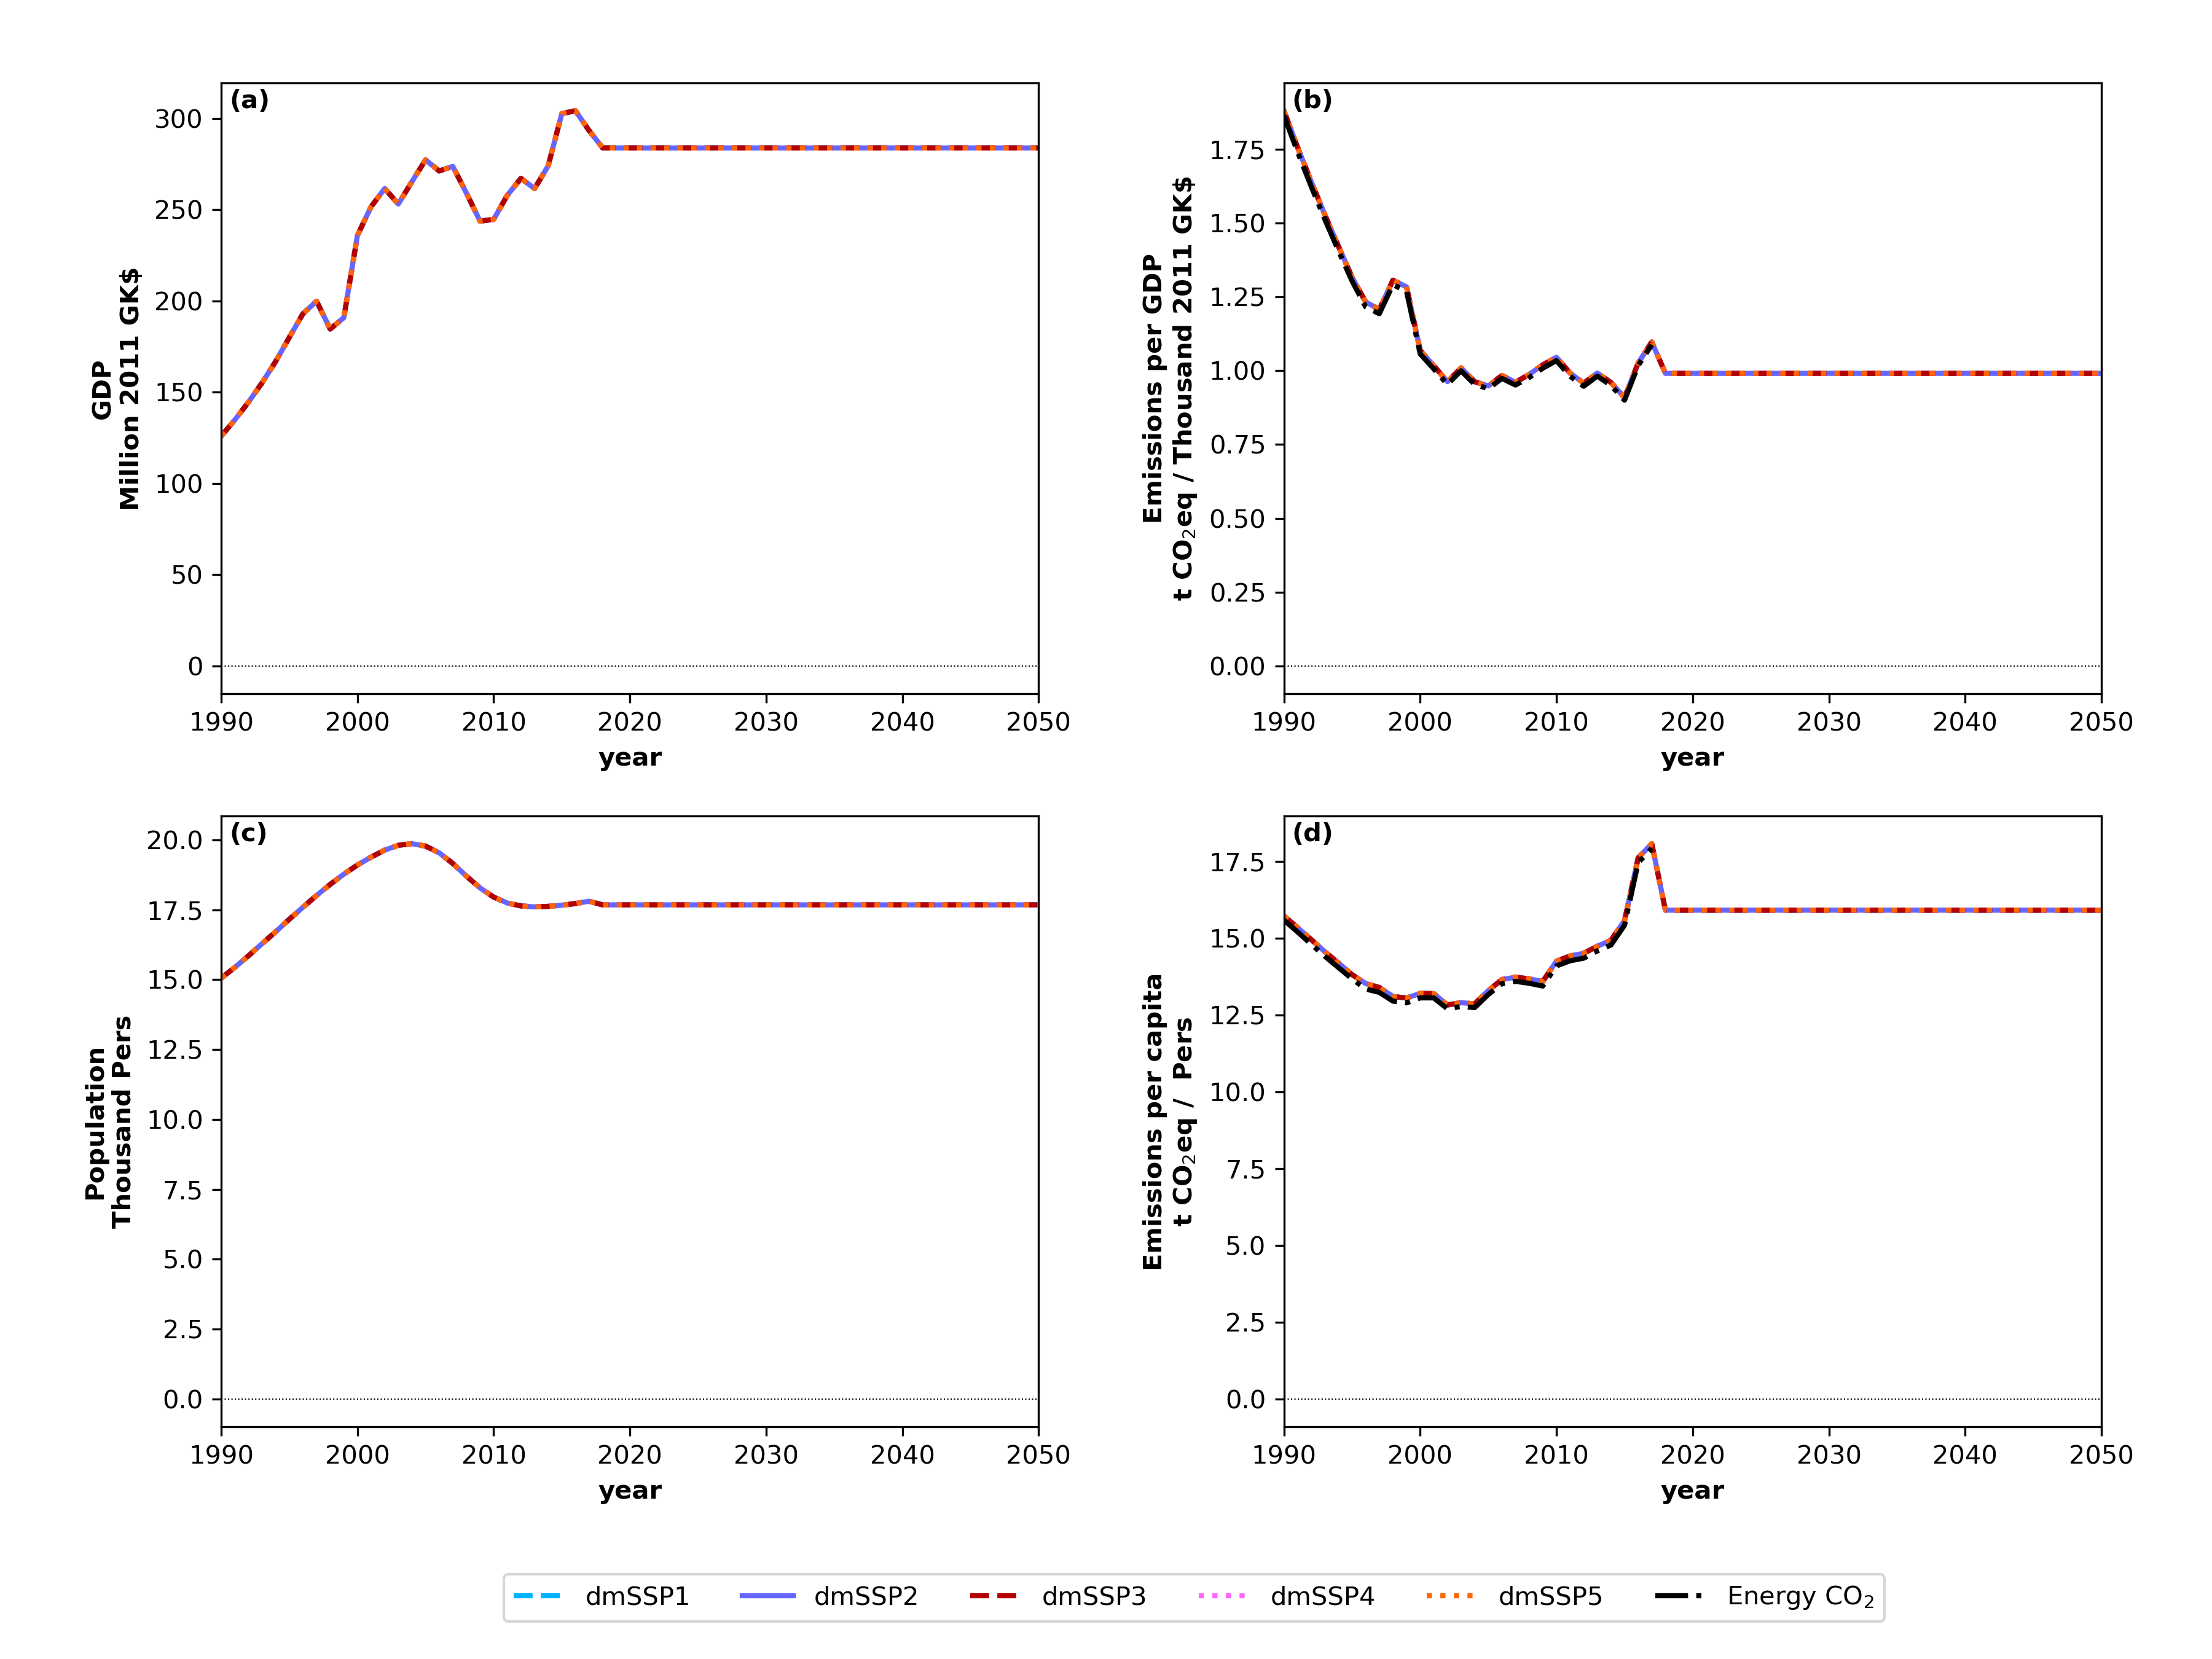 (a)
300
250
200
150
100
50
0
GDP
Million 2011 GK$
1990 2000 2010 2020 2030 2040 2050
year
(b)
1.75
1.50
1.25
1.00
0.75
0.50
0.25
0.00
Emissions per GDP
t CO₂eq / Thousand 2011 GK$
1990 2000 2010 2020 2030 2040 2050
year
(c)
20.0
17.5
15.0
12.5
10.0
7.5
5.0
2.5
0.0
Population
Thousand Pers
1990 2000 2010 2020 2030 2040 2050
year
(d)
17.5
15.0
12.5
10.0
7.5
5.0
2.5
0.0
Emissions per capita
t CO₂eq / Pers
1990 2000 2010 2020 2030 2040 2050
year
dmSSP1 dmSSP2 dmSSP3 dmSSP4 dmSSP5 Energy CO₂